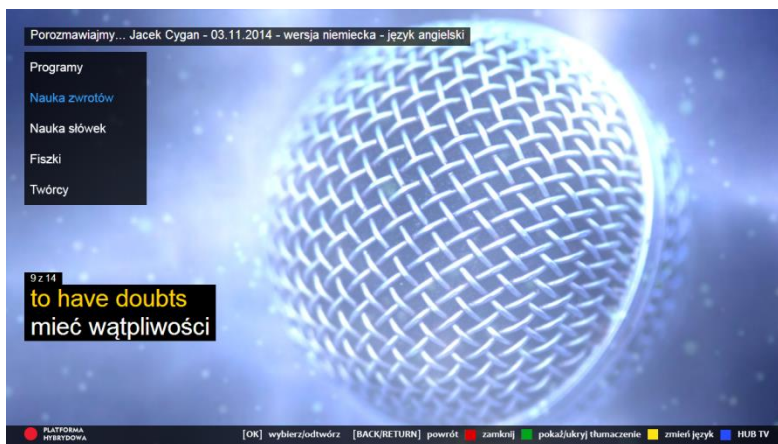 Porozmawiajmy... Jacek Cygan - 03.11.2014 - wersja niemiecka - język angielski
Programy
Nauka zwrotów
Nauka słówek
Fiszki
Twórcy
9 z 14
to have doubts
mieć wątpliwości
PLATFORMA
HYBRYDOWA
[OK] wybierz/odtwórz [BACK/RETURN] powrót zamknij pokaż/ukryj tłumaczenie zmień język HUB TV